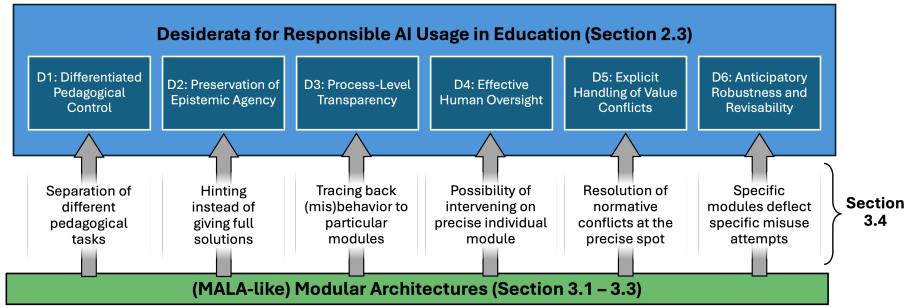 Desiderata for Responsible AI Usage in Education (Section 2.3)
D1: Differentiated
Pedagogical
Control
D2: Preservation of
Epistemic Agency
D3: Process-Level
Transparency
D4: Effective
Human Oversight
D5: Explicit
Handling of Value
Conflicts
D6: Anticipatory
Robustness and
Revisability
Separation of
different
pedagogical
tasks
Hinting
instead of
giving full
solutions
Tracing back
(mis)behavior to
particular
modules
Possibility of
intervening on
precise individual
module
Resolution of
normative
conflicts at the
precise spot
Specific
modules deflect
specific misuse
attempts
Section
3.4
(MALA-like) Modular Architectures (Section 3.1 – 3.3)